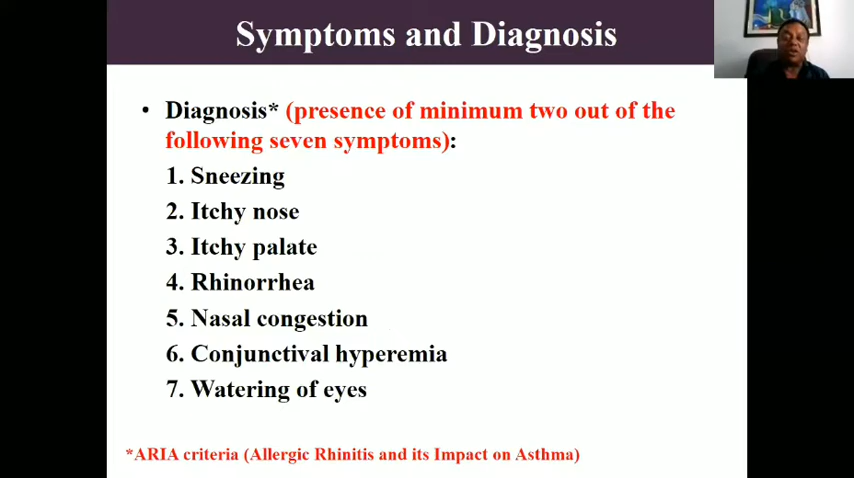 Symptoms and Diagnosis
• Diagnosis* (presence of minimum two out of the
following seven symptoms):
1. Sneezing
2. Itchy nose
3. Itchy palate
4. Rhinorrhea
5. Nasal congestion
6. Conjunctival hyperemia
7. Watering of eyes
*ARIA criteria (Allergic Rhinitis and its Impact on Asthma)